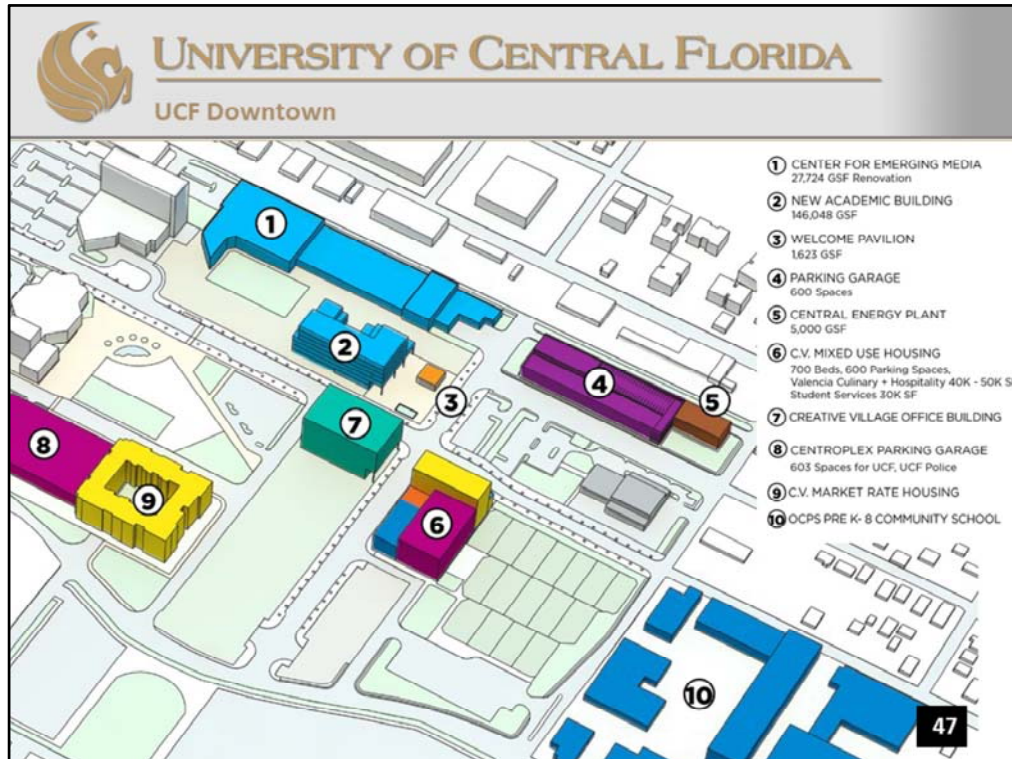 UNIVERSITY OF CENTRAL FLORIDA
UCF Downtown
1 CENTER FOR EMERGING MEDIA
27,724 GSF Renovation
2 NEW ACADEMIC BUILDING
146,048 GSF
3 WELCOME PAVILION
1,623 GSF
4 PARKING GARAGE
600 Spaces
5 CENTRAL ENERGY PLANT
5,000 GSF
6 C.V. MIXED USE HOUSING
700 Beds, 600 Parking Spaces,
Valencia Culinary + Hospitality 40K - 50K S
Student Services 30K SF
7 CREATIVE VILLAGE OFFICE BUILDING
8 CENTROPLEX PARKING GARAGE
603 Spaces for UCF, UCF Police
9 C.V. MARKET RATE HOUSING
10 OCPS PRE K- 8 COMMUNITY SCHOOL
1
2
3
4
5
7
8
9
6
10
47